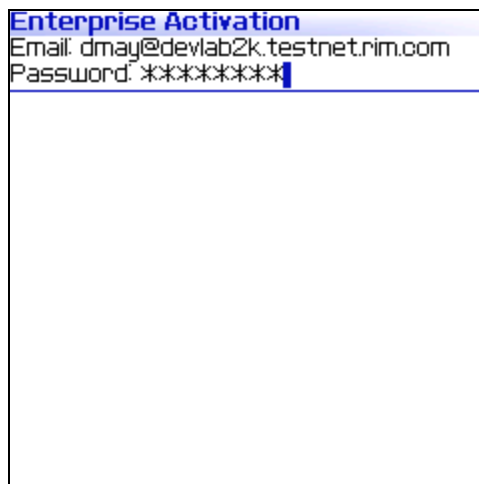 Enterprise Activation
Email: dmay@devlab2k.testnet.rim.com
Password: ********